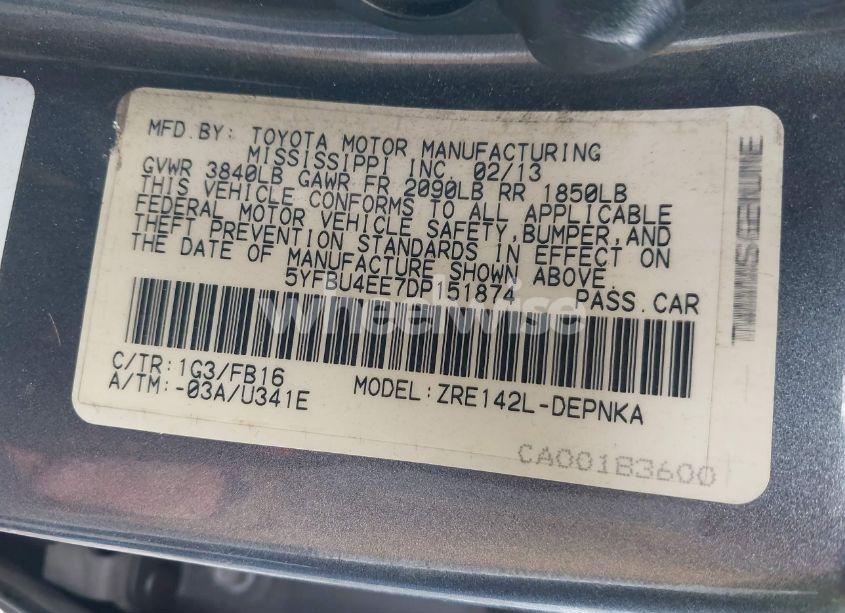 MFD.BY: TOYOTA MOTOR MANUFACTURING
MISSISSIPPI INC. 02/13
GVWR 3840LB GAWR FR 2090LB RR 1850LB
THIS VEHICLE CONFORMS TO ALL APPLICABLE
FEDERAL MOTOR VEHICLE SAFETY,BUMPER,AND
THEFT PREVENTION STANDARDS IN EFFECT ON
THE DATE OF MANUFACTURE SHOWN ABOVE.
5YFBU4EE7DP151874 PASS.CAR
wheelwise
C/TR:1G3/FB16
A/TM:-03A/U341E MODEL:ZRE142L-DEPNKA
CA001B3600